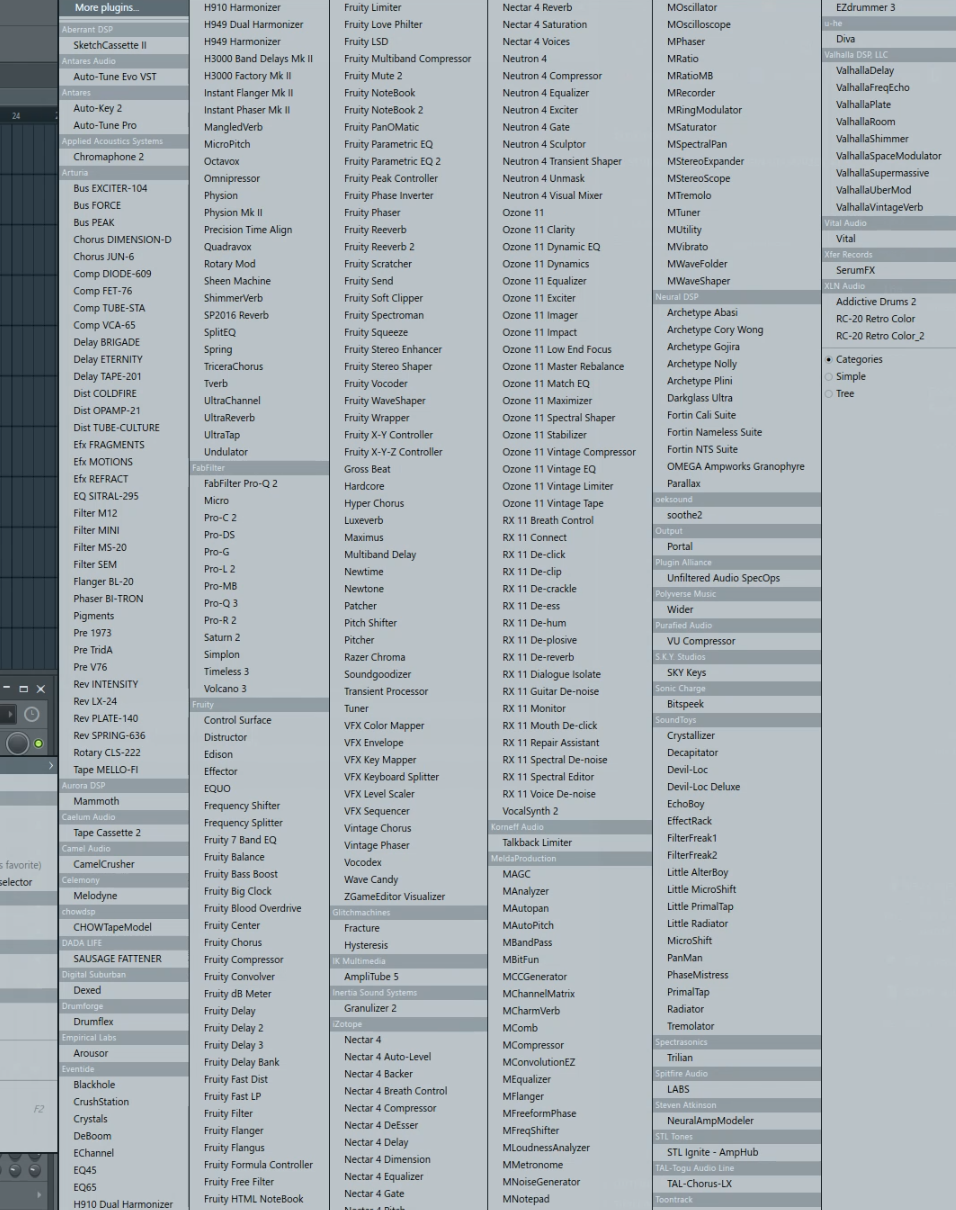 More plugins...
Aberrant DSP
SketchCassette II
Antares Audio
Auto-Tune Evo VST
Antares
Auto-Key 2
Auto-Tune Pro
Applied Acoustics Systems
Chromaphone 2
Arturia
Bus EXCITER-104
Bus FORCE
Bus PEAK
Chorus DIMENSION-D
Chorus JUN-6
Comp DIODE-609
Comp FET-76
Comp TUBE-STA
Comp VCA-65
Delay BRIGADE
Delay ETERNITY
Delay TAPE-201
Dist COLDFIRE
Dist OPAMP-21
Dist TUBE-CULTURE
Efx FRAGMENTS
Efx MOTIONS
Efx REFRACT
EQ SITRAL-295
Filter M12
Filter MINI
Filter MS-20
Filter SEM
Flanger BL-20
Phaser BI-TRON
Pigments
Pre 1973
Pre TridA
Pre V76
Rev INTENSITY
Rev LX-24
Rev PLATE-140
Rev SPRING-636
Rotary CLS-222
Tape MELLO-FI
Aurora DSP
Mammoth
Caelum Audio
Tape Cassette 2
Camel Audio
CamelCrusher
Celemony
Melodyne
chowdsp
CHOWTapeModel
DADA LIFE
SAUSAGE FATTENER
Digital Suburban
Dexed
Drumforge
Drumflex
Empirical Labs
Arousor
Eventide
Blackhole
CrushStation
Crystals
DeBoom
EChannel
EQ45
EQ65
H910 Dual Harmonizer
H910 Harmonizer
H949 Dual Harmonizer
H949 Harmonizer
H3000 Band Delays Mk II
H3000 Factory Mk II
Instant Flanger Mk II
Instant Phaser Mk II
MangledVerb
MicroPitch
Octavox
Omnipressor
Physion
Physion Mk II
Precision Time Align
Quadravox
Rotary Mod
Sheen Machine
ShimmerVerb
SP2016 Reverb
SplitEQ
Spring
TriceraChorus
Tverb
UltraChannel
UltraReverb
UltraTap
Undulator
FabFilter
FabFilter Pro-Q 2
Micro
Pro-C 2
Pro-DS
Pro-G
Pro-L 2
Pro-MB
Pro-Q 3
Pro-R 2
Saturn 2
Simplon
Timeless 3
Volcano 3
Fruity
Control Surface
Distructor
Edison
Effector
EQUO
Frequency Shifter
Frequency Splitter
Fruity 7 Band EQ
Fruity Balance
Fruity Bass Boost
Fruity Big Clock
Fruity Blood Overdrive
Fruity Center
Fruity Chorus
Fruity Compressor
Fruity Convolver
Fruity dB Meter
Fruity Delay
Fruity Delay 2
Fruity Delay 3
Fruity Delay Bank
Fruity Fast Dist
Fruity Fast LP
Fruity Filter
Fruity Flanger
Fruity Flangus
Fruity Formula Controller
Fruity Free Filter
Fruity HTML NoteBook
Fruity Limiter
Fruity Love Philter
Fruity LSD
Fruity Multiband Compressor
Fruity Mute 2
Fruity NoteBook
Fruity NoteBook 2
Fruity PanOMatic
Fruity Parametric EQ
Fruity Parametric EQ 2
Fruity Peak Controller
Fruity Phase Inverter
Fruity Phaser
Fruity Reeverb
Fruity Reeverb 2
Fruity Scratcher
Fruity Send
Fruity Soft Clipper
Fruity Spectroman
Fruity Squeeze
Fruity Stereo Enhancer
Fruity Stereo Shaper
Fruity Vocoder
Fruity WaveShaper
Fruity Wrapper
Fruity X-Y Controller
Fruity X-Y-Z Controller
Gross Beat
Hardcore
Hyper Chorus
Luxeverb
Maximus
Multiband Delay
Newtime
Newtone
Patcher
Pitch Shifter
Pitcher
Razer Chroma
Soundgoodizer
Transient Processor
Tuner
VFX Color Mapper
VFX Envelope
VFX Key Mapper
VFX Keyboard Splitter
VFX Level Scaler
VFX Sequencer
Vintage Chorus
Vintage Phaser
Vocodex
Wave Candy
ZGameEditor Visualizer
Glitchmachines
Fracture
Hysteresis
IK Multimedia
AmpliTube 5
Inertia Sound Systems
Granulizer 2
iZotope
Nectar 4
Nectar 4 Auto-Level
Nectar 4 Backer
Nectar 4 Breath Control
Nectar 4 Compressor
Nectar 4 DeEsser
Nectar 4 Delay
Nectar 4 Dimension
Nectar 4 Equalizer
Nectar 4 Gate
Nectar 4 Pitch
Nectar 4 Reverb
Nectar 4 Saturation
Nectar 4 Voices
Neutron 4
Neutron 4 Compressor
Neutron 4 Equalizer
Neutron 4 Exciter
Neutron 4 Gate
Neutron 4 Sculptor
Neutron 4 Transient Shaper
Neutron 4 Unmask
Neutron 4 Visual Mixer
Ozone 11
Ozone 11 Clarity
Ozone 11 Dynamic EQ
Ozone 11 Dynamics
Ozone 11 Equalizer
Ozone 11 Exciter
Ozone 11 Imager
Ozone 11 Impact
Ozone 11 Low End Focus
Ozone 11 Master Rebalance
Ozone 11 Match EQ
Ozone 11 Maximizer
Ozone 11 Spectral Shaper
Ozone 11 Stabilizer
Ozone 11 Vintage Compressor
Ozone 11 Vintage EQ
Ozone 11 Vintage Limiter
Ozone 11 Vintage Tape
RX 11 Breath Control
RX 11 Connect
RX 11 De-click
RX 11 De-clip
RX 11 De-crackle
RX 11 De-ess
RX 11 De-hum
RX 11 De-plosive
RX 11 De-reverb
RX 11 Dialogue Isolate
RX 11 Guitar De-noise
RX 11 Monitor
RX 11 Mouth De-click
RX 11 Repair Assistant
RX 11 Spectral De-noise
RX 11 Spectral Editor
RX 11 Voice De-noise
VocalSynth 2
Korneff Audio
Talkback Limiter
MeldaProduction
MAGC
MAnalyzer
MAutopan
MAutoPitch
MBandPass
MBitFun
MCCGenerator
MChannelMatrix
MCharmVerb
MComb
MCompressor
MConvolutionEZ
MEqualizer
MFlanger
MFreeformPhase
MFreqShifter
MLoudnessAnalyzer
MMetronome
MNoiseGenerator
MNotepad
MOscillator
MOscilloscope
MPhaser
MRatio
MRatioMB
MRecorder
MRingModulator
MSaturator
MSpectralPan
MStereoExpander
MStereoScope
MTremolo
MTuner
MUtility
MVibrato
MWaveFolder
MWaveShaper
Neural DSP
Archetype Abasi
Archetype Cory Wong
Archetype Gojira
Archetype Nolly
Archetype Plini
Darkglass Ultra
Fortin Cali Suite
Fortin Nameless Suite
Fortin NTS Suite
OMEGA Ampworks Granophyre
Parallax
oeksound
soothe2
Output
Portal
Plugin Alliance
Unfiltered Audio SpecOps
Polyverse Music
Wider
Purafied Audio
VU Compressor
S.K.Y. Studios
SKY Keys
Sonic Charge
Bitspeek
SoundToys
Crystallizer
Decapitator
Devil-Loc
Devil-Loc Deluxe
EchoBoy
EffectRack
FilterFreak1
FilterFreak2
Little AlterBoy
Little MicroShift
Little PrimalTap
Little Radiator
MicroShift
PanMan
PhaseMistress
PrimalTap
Radiator
Tremolator
Spectrasonics
Trilian
Spitfire Audio
LABS
Steven Atkinson
NeuralAmpModeler
STL Tones
STL Ignite - AmpHub
TAL-Togu Audio Line
TAL-Chorus-LX
Toontrack
EZdrummer 3
u-he
Diva
Valhalla DSP, LLC
ValhallaDelay
ValhallaFreqEcho
ValhallaPlate
ValhallaRoom
ValhallaShimmer
ValhallaSpaceModulator
ValhallaSupermassive
ValhallaUberMod
ValhallaVintageVerb
Vital Audio
Vital
Xfer Records
SerumFX
XLN Audio
Addictive Drums 2
RC-20 Retro Color
RC-20 Retro Color_2
Categories
Simple
Tree
24
s favorite)
selector
F2